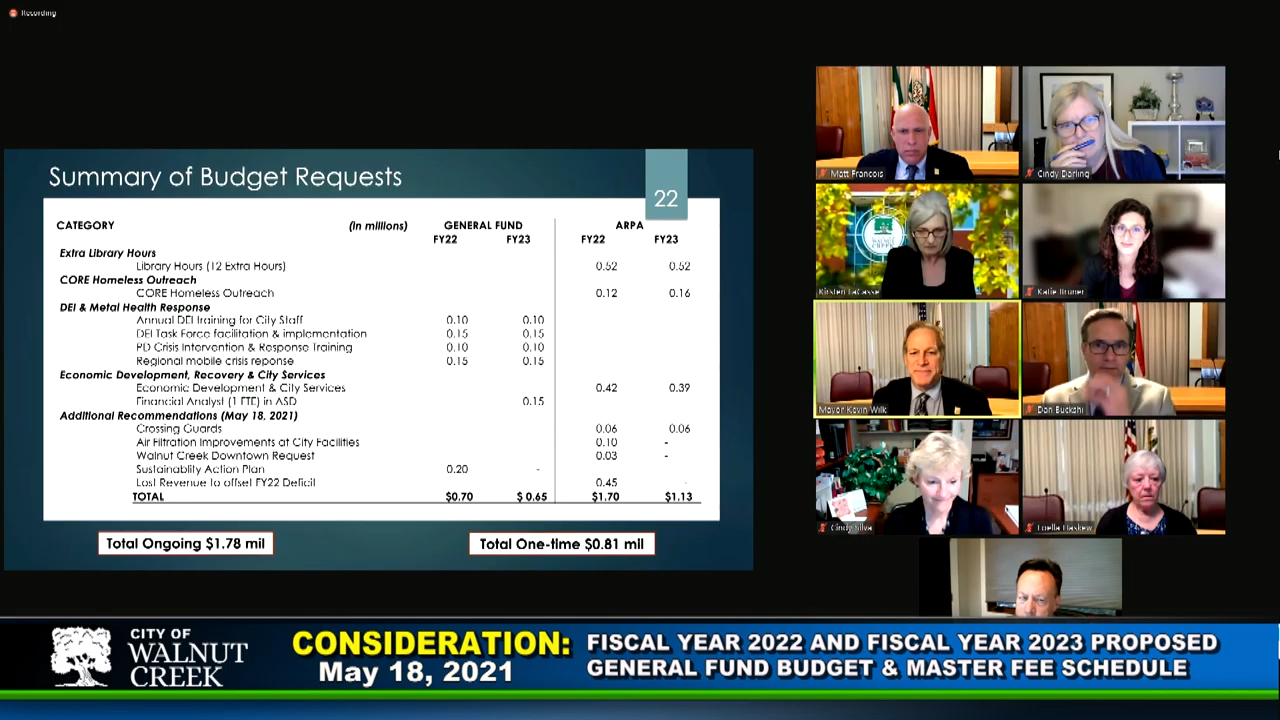 Recording
Summary of Budget Requests
22
CATEGORY (In millions) GENERAL FUND ARPA
FY22 FY23 FY22 FY23
Extra Library Hours
Library Hours (12 Extra Hours) 0.52 0.52
CORE Homeless Outreach
CORE Homeless Outreach 0.12 0.16
DEI & Metal Health Response
Annual DEI training for City Staff 0.10 0.10
DEI Task Force facilitation & implementation 0.15 0.15
PD Crisis Intervention & Response Training 0.10 0.10
Regional mobile crisis reponse 0.15 0.15
Economic Development, Recovery & City Services
Economic Development & City Services 0.42 0.39
Financial Analyst (1 FTE) in ASD 0.15
Additional Recommendations (May 18, 2021)
Crossing Guards 0.06 0.06
Air Filtration Improvements at City Facilities 0.10 -
Walnut Creek Downtown Request 0.03 -
Sustainablity Action Plan 0.20 -
Lost Revenue to offset FY22 Deficit 0.45 -
TOTAL $0.70 $ 0.65 $1.70 $1.13
Total Ongoing $1.78 mil
Total One-time $0.81 mil
Matt Francois
Cindy Darling
WALNUT
CREEK
Kirsten LaCasse
Katie Bruner
Mayor Kevin Wilk
Dan Buckshi
Cindy Silva
Loella Haskew
CITY OF
WALNUT
CREEK
CONSIDERATION:
May 18, 2021
FISCAL YEAR 2022 AND FISCAL YEAR 2023 PROPOSED
GENERAL FUND BUDGET & MASTER FEE SCHEDULE